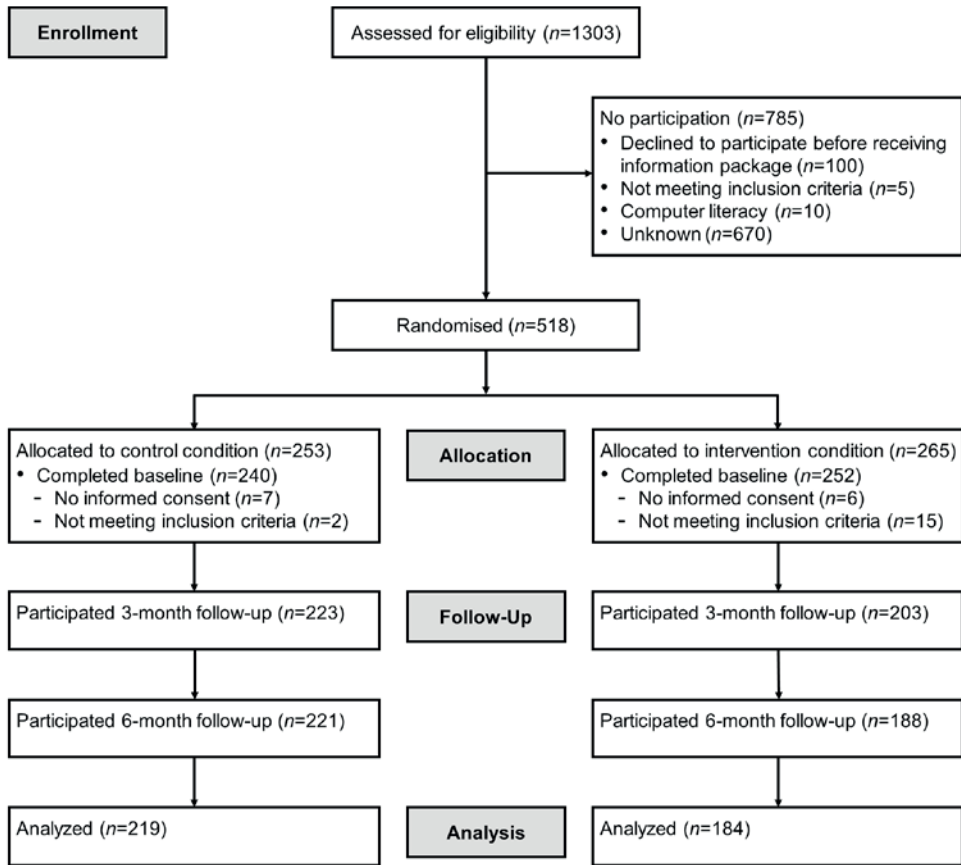 Enrollment
Assessed for eligibility (n=1303)
No participation (n=785)
• Declined to participate before receiving
information package (n=100)
• Not meeting inclusion criteria (n=5)
• Computer literacy (n=10)
• Unknown (n=670)
Randomised (n=518)
Allocated to control condition (n=253)
• Completed baseline (n=240)
- No informed consent (n=7)
- Not meeting inclusion criteria (n=2)
Allocation
Allocated to intervention condition (n=265)
• Completed baseline (n=252)
- No informed consent (n=6)
- Not meeting inclusion criteria (n=15)
Participated 3-month follow-up (n=223)
Follow-Up
Participated 3-month follow-up (n=203)
Participated 6-month follow-up (n=221)
Participated 6-month follow-up (n=188)
Analyzed (n=219)
Analysis
Analyzed (n=184)